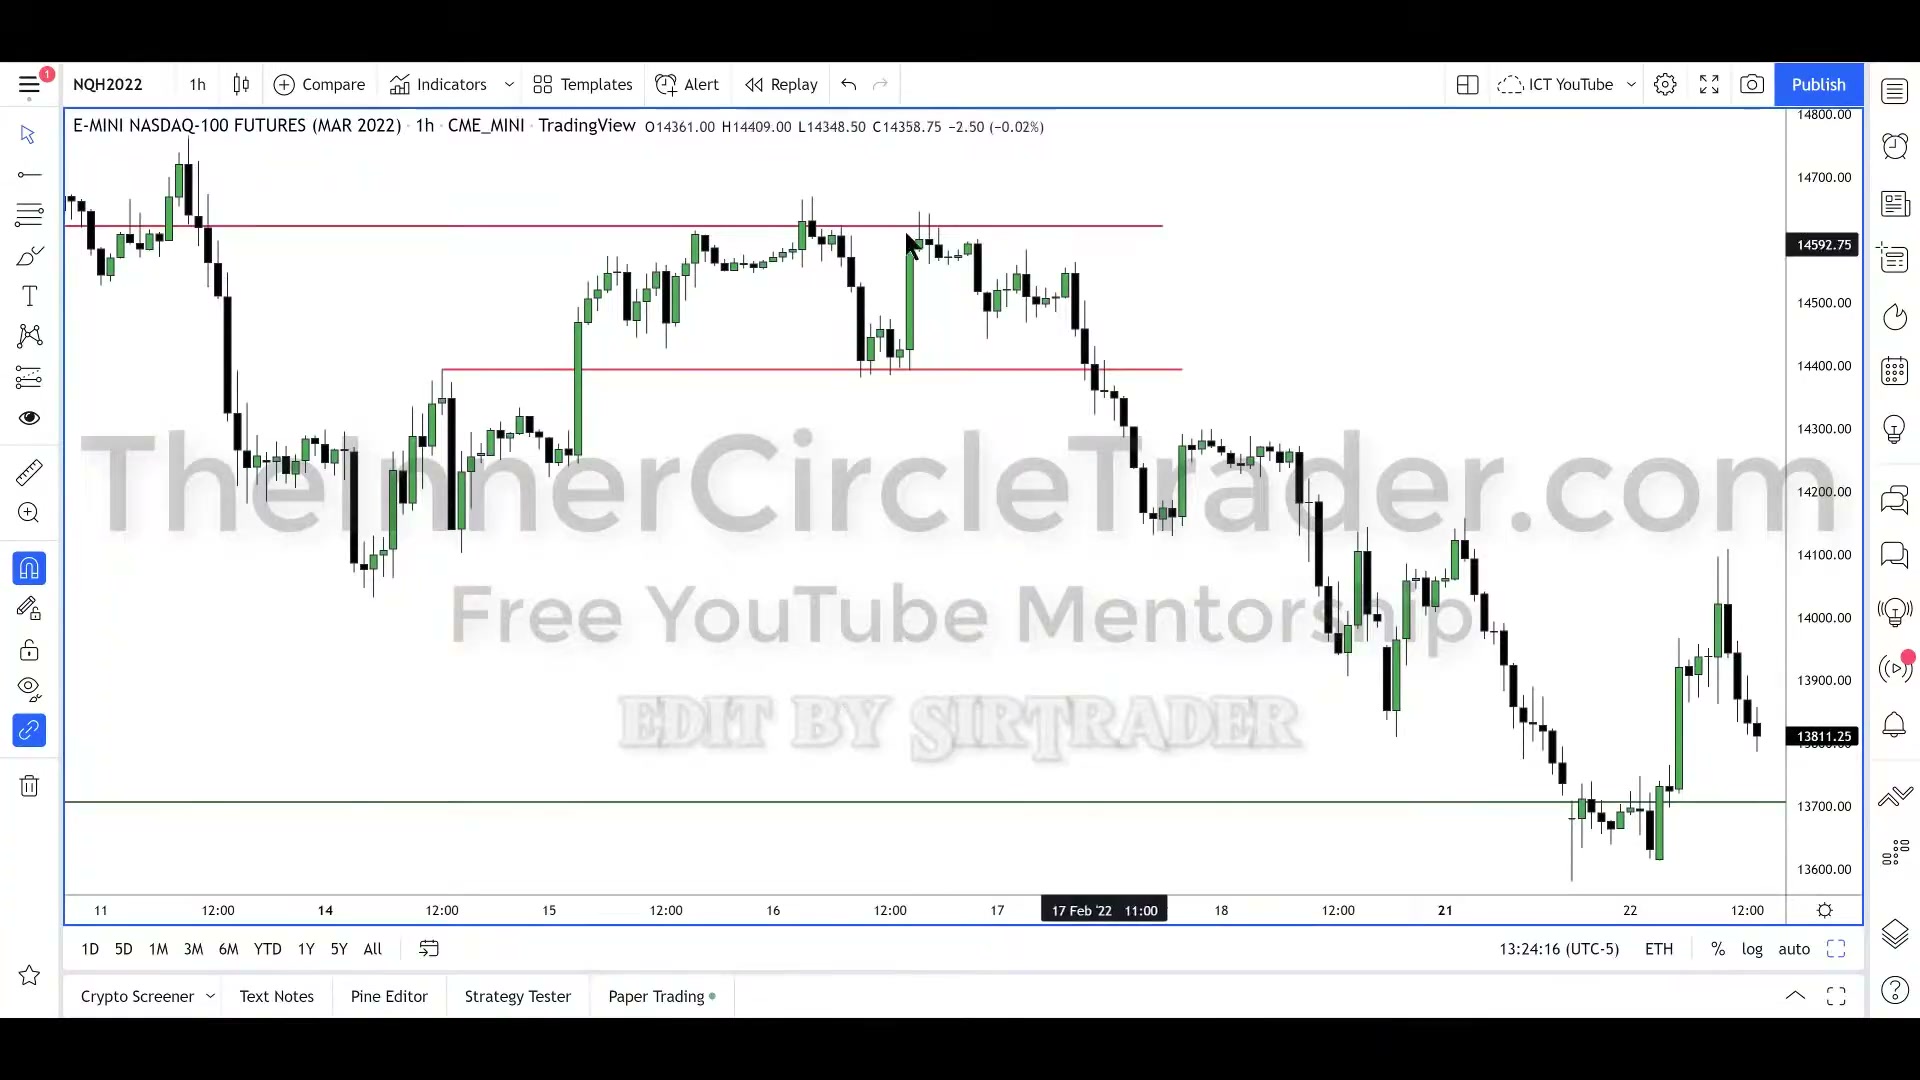 1
NQH2022 1h Compare Indicators Templates Alert Replay ICT YouTube Publish
E-MINI NASDAQ-100 FUTURES (MAR 2022) · 1h · CME_MINI · TradingView O14361.00 H14409.00 L14348.50 C14358.75 −2.50 (−0.02%)
14800.00
14700.00
14592.75
14500.00
14400.00
14300.00
14200.00
14100.00
14000.00
13900.00
13811.25
13700.00
13600.00
TheInnerCircleTrader.com
Free YouTube Mentorship
EDIT BY SIRTRADER
11 12:00 14 12:00 15 12:00 16 12:00 17 17 Feb '22 11:00 18 12:00 21 22 12:00
1D 5D 1M 3M 6M YTD 1Y 5Y All 13:24:16 (UTC-5) ETH % log auto
Crypto Screener Text Notes Pine Editor Strategy Tester Paper Trading